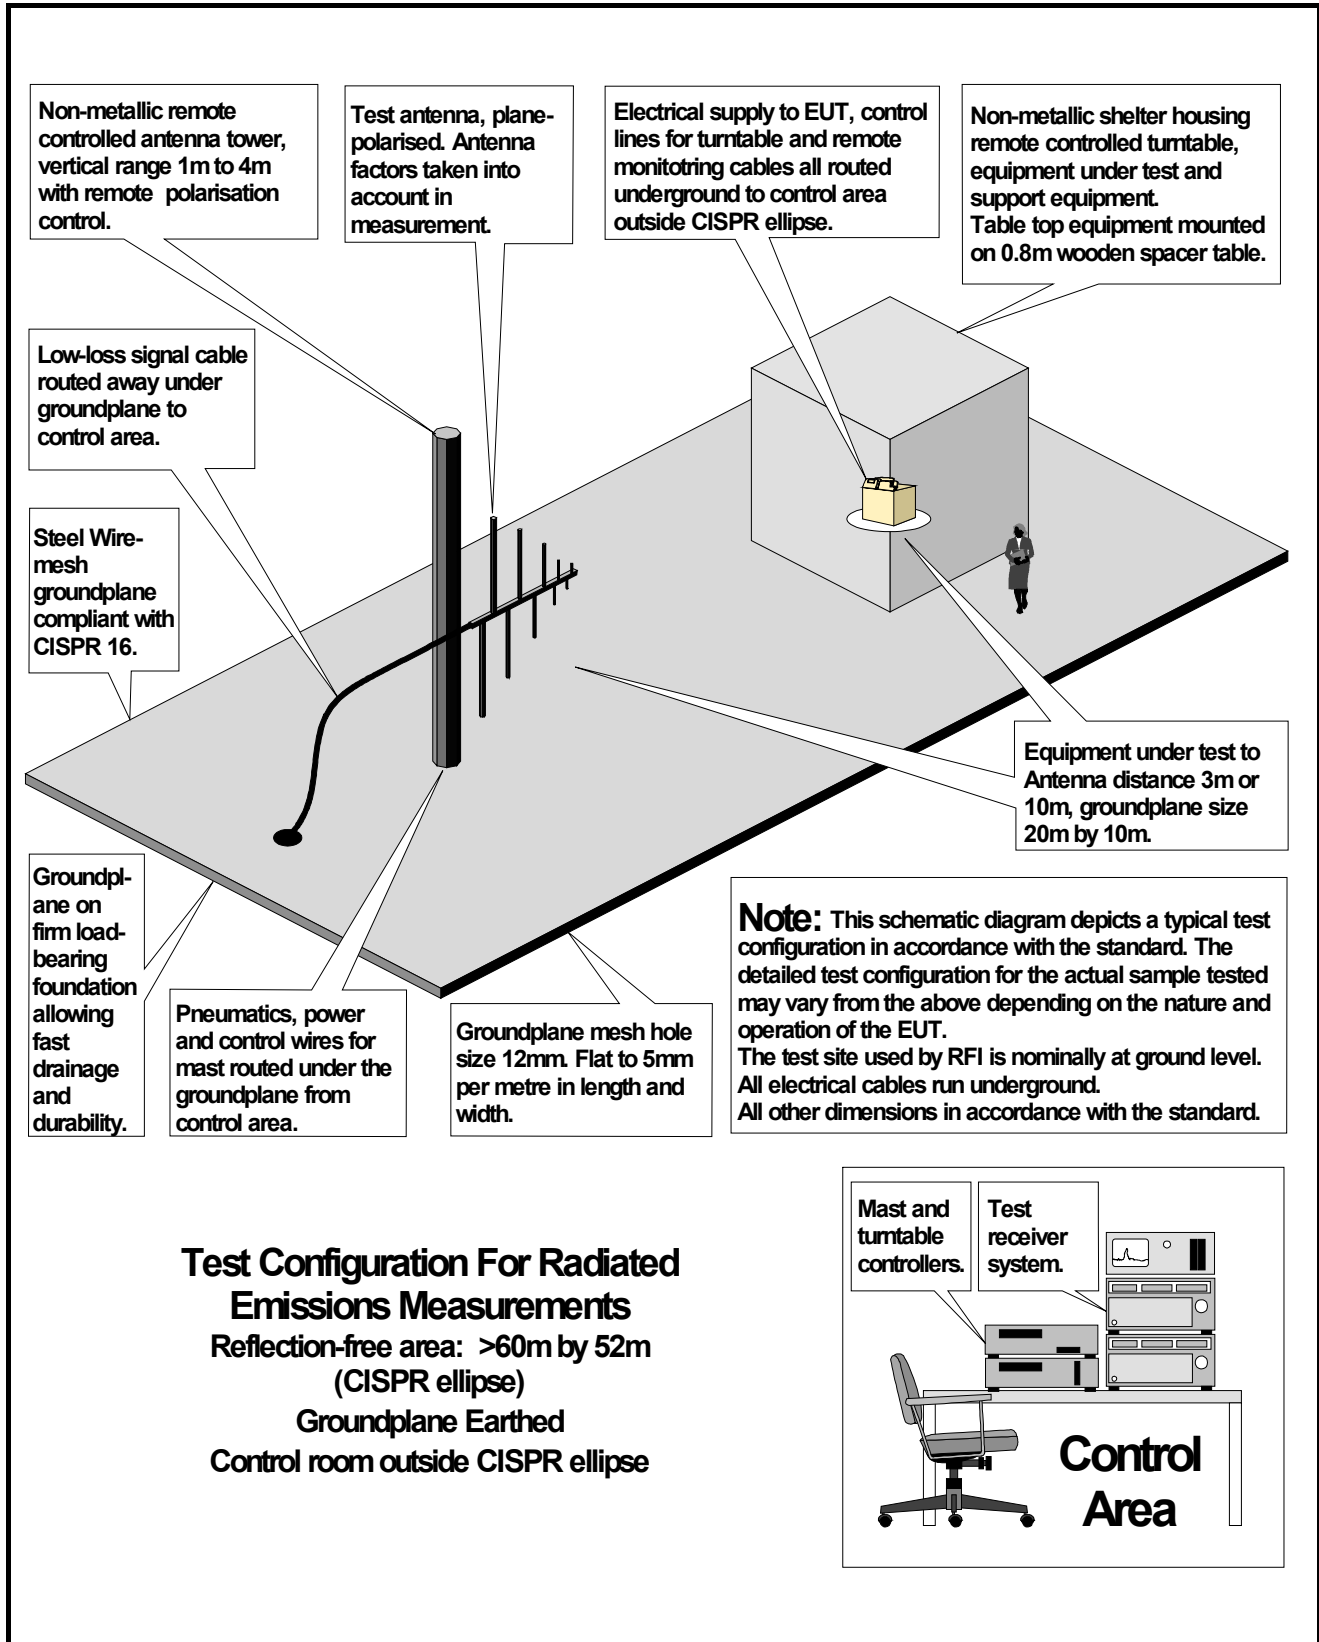 Non-metallic remote
controlled antenna tower,
vertical range 1m to 4m
with remote polarisation
control.
Test antenna, plane-
polarised. Antenna
factors taken into
account in
measurement.
Electrical supply to EUT, control
lines for turntable and remote
monitotring cables all routed
underground to control area
outside CISPR ellipse.
Non-metallic shelter housing
remote controlled turntable,
equipment under test and
support equipment.
Table top equipment mounted
on 0.8m wooden spacer table.
Low-loss signal cable
routed away under
groundplane to
control area.
Steel Wire-
mesh
groundplane
compliant with
CISPR 16.
Equipment under test to
Antenna distance 3m or
10m, groundplane size
20m by 10m.
Groundpl-
ane on
firm load-
bearing
foundation
allowing
fast
drainage
and
durability.
Pneumatics, power
and control wires for
mast routed under the
groundplane from
control area.
Groundplane mesh hole
size 12mm. Flat to 5mm
per metre in length and
width.
Note: This schematic diagram depicts a typical test
configuration in accordance with the standard. The
detailed test configuration for the actual sample tested
may vary from the above depending on the nature and
operation of the EUT.
The test site used by RFI is nominally at ground level.
All electrical cables run underground.
All other dimensions in accordance with the standard.
Test Configuration For Radiated
Emissions Measurements
Reflection-free area: >60m by 52m
(CISPR ellipse)
Groundplane Earthed
Control room outside CISPR ellipse
Mast and
turntable
controllers.
Test
receiver
system.
Control
Area